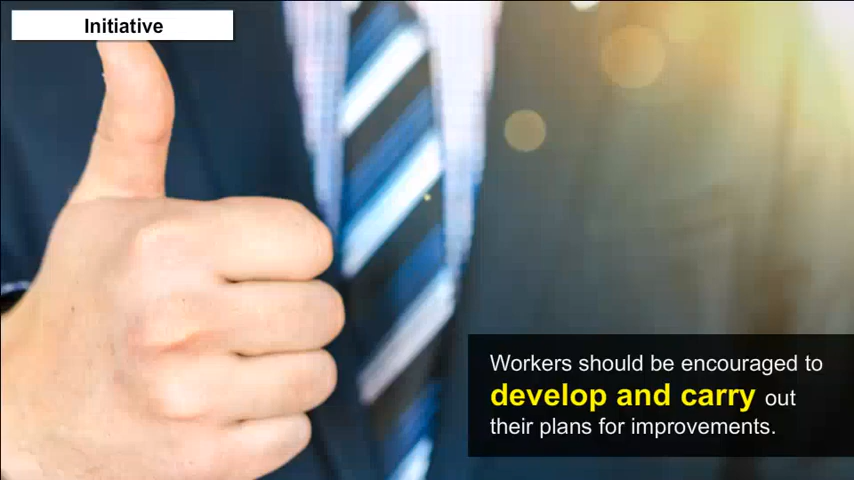 Initiative
Workers should be encouraged to
develop and carry out
their plans for improvements.